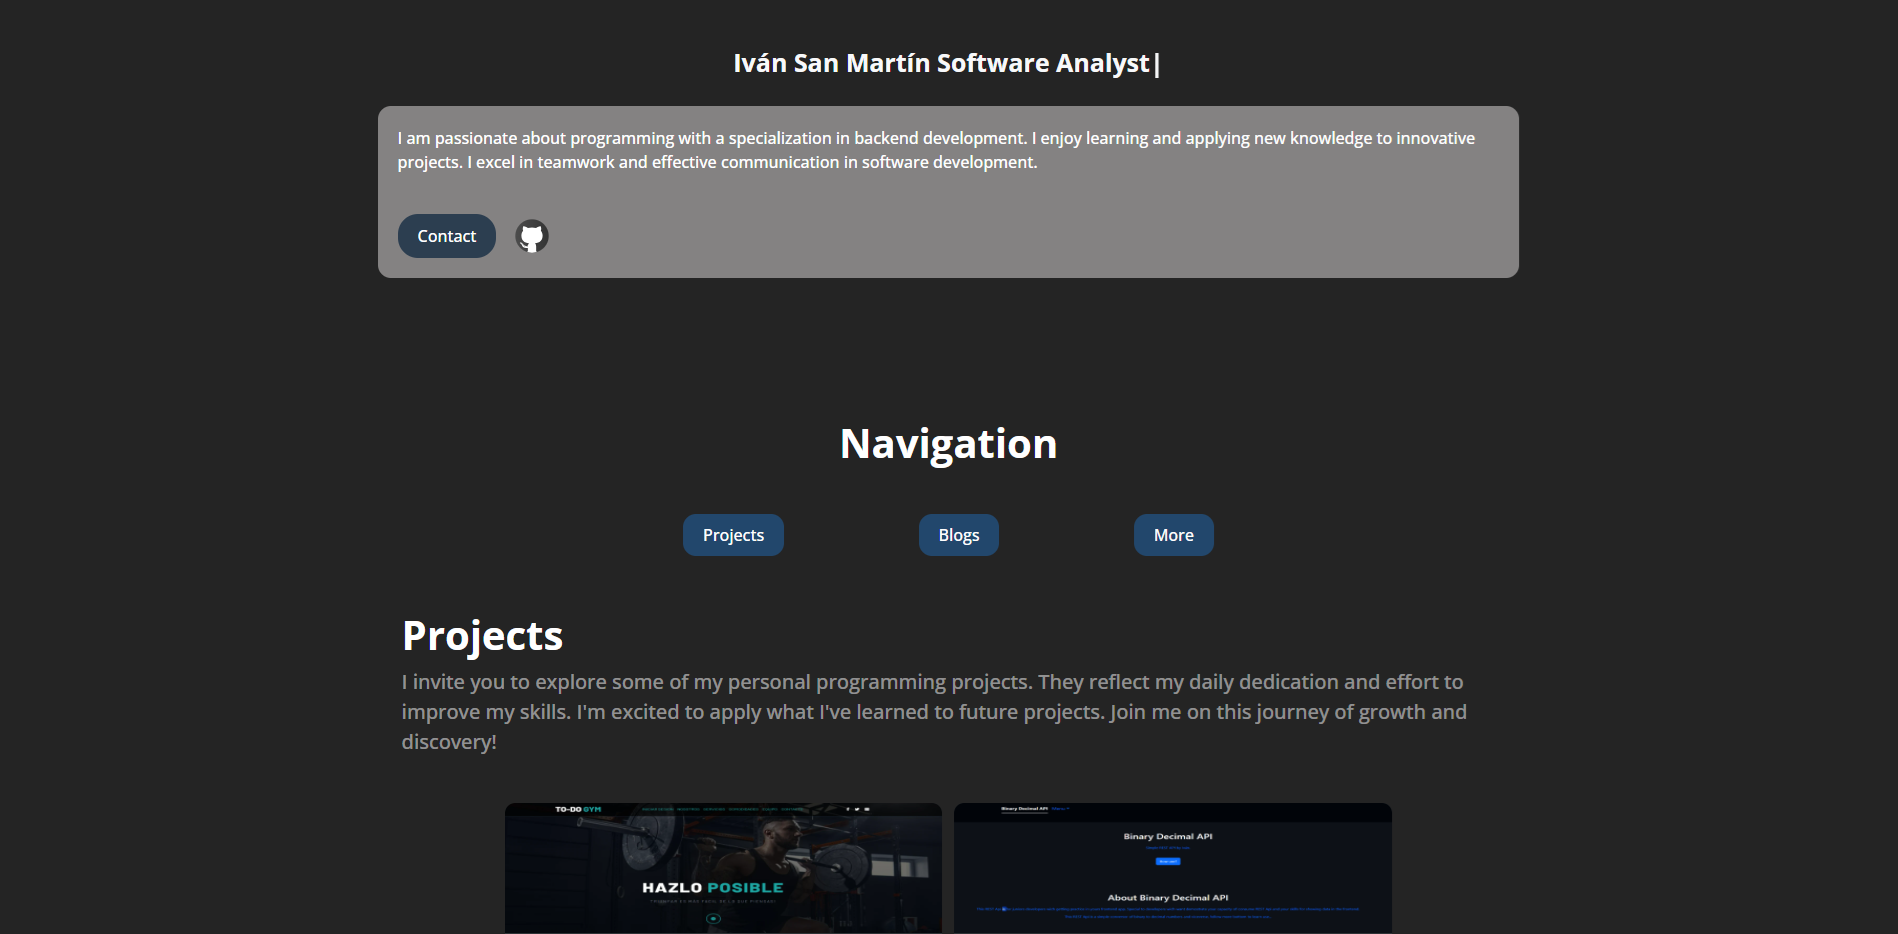 Iván San Martín Software Analyst|
I am passionate about programming with a specialization in backend development. I enjoy learning and applying new knowledge to innovative
projects. I excel in teamwork and effective communication in software development.
Contact
Navigation
Projects
Blogs
More
Projects
I invite you to explore some of my personal programming projects. They reflect my daily dedication and effort to
improve my skills. I'm excited to apply what I've learned to future projects. Join me on this journey of growth and
discovery!
TO-DO GYM
HAZLO POSIBLE
Binary Decimal API
Menu
Binary Decimal API
About Binary Decimal API